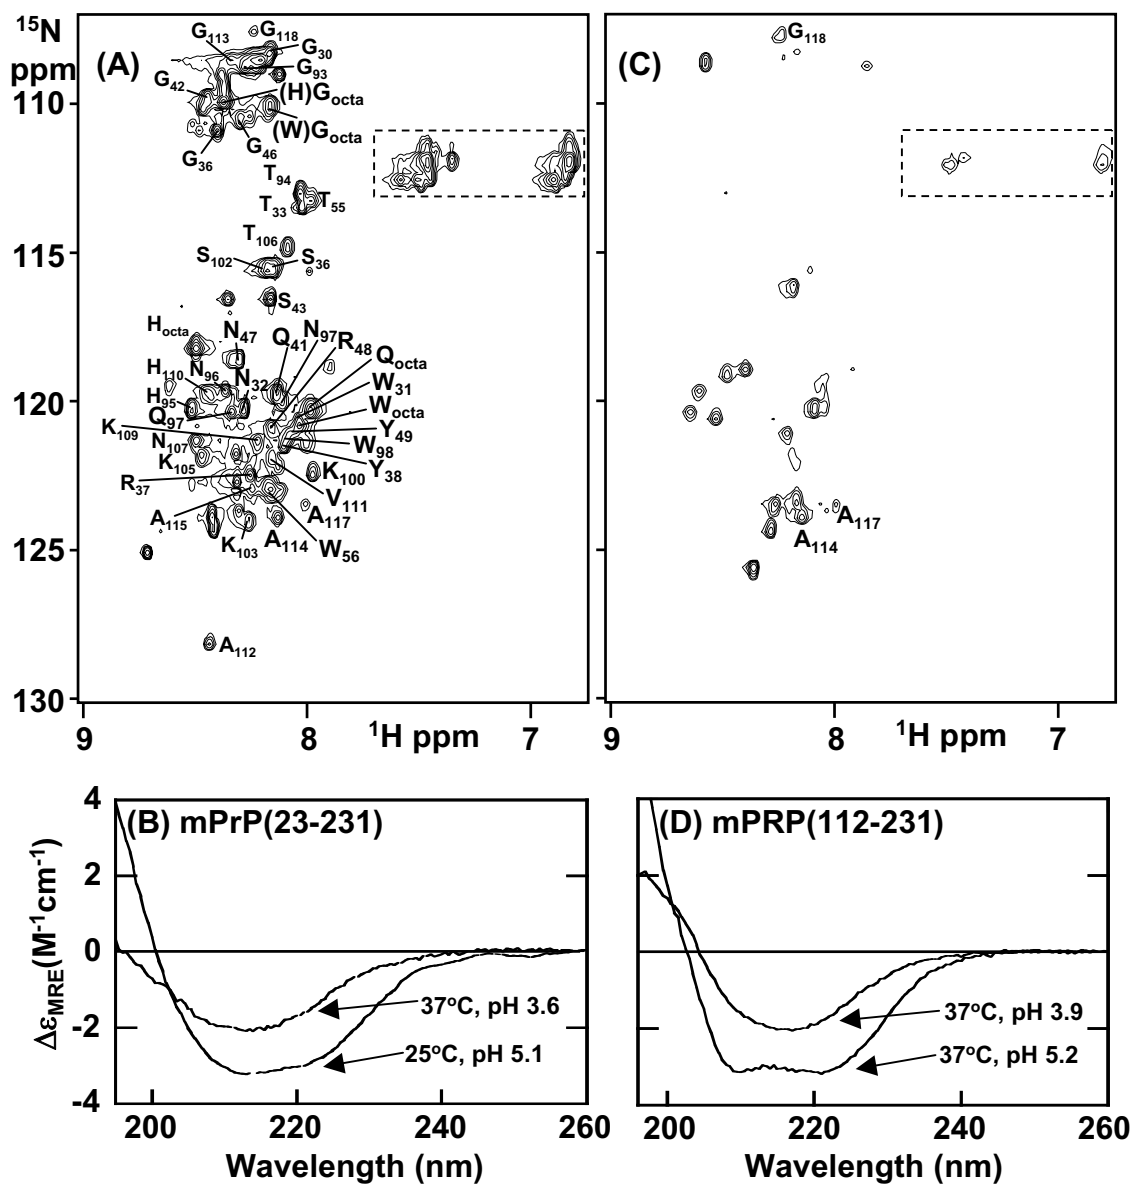 15N
ppm
(A)
G113
G118
G30
G93
G42
(H)Gocta
(W)Gocta
G46
G36
T94
T33
T55
T106
S102
S36
S43
Hocta
N47
Q41
N97
R48
Qocta
H110
N96
N32
W31
H95
Wocta
Q97
Y49
K109
W98
N107
Y38
K105
K100
R37
V111
A115
A117
K103
A114
W56
A112
110
115
120
125
130
9
8
1H ppm
7
(C)
G118
A117
A114
9
8
1H ppm
7
(B) mPrP(23-231)
ΔεMRE(M-1cm-1)
4
2
0
-2
-4
37oC, pH 3.6
25oC, pH 5.1
200
220
240
260
Wavelength (nm)
(D) mPRP(112-231)
37oC, pH 3.9
37oC, pH 5.2
200
220
240
260
Wavelength (nm)